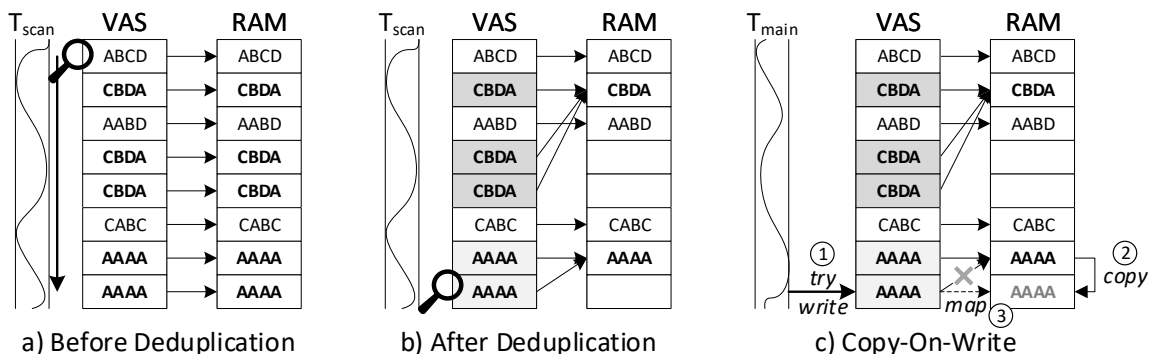 T_scan VAS RAM
ABCD ABCD
CBDA CBDA
AABD AABD
CBDA CBDA
CBDA CBDA
CABC CABC
AAAA AAAA
AAAA AAAA
a) Before Deduplication
T_scan VAS RAM
ABCD ABCD
CBDA CBDA
AABD AABD
CBDA
CBDA
CABC CABC
AAAA AAAA
AAAA
b) After Deduplication
T_main VAS RAM
ABCD ABCD
CBDA CBDA
AABD AABD
CBDA
CBDA
CABC CABC
① AAAA AAAA ②
try copy
write AAAA AAAA
map ③
c) Copy-On-Write